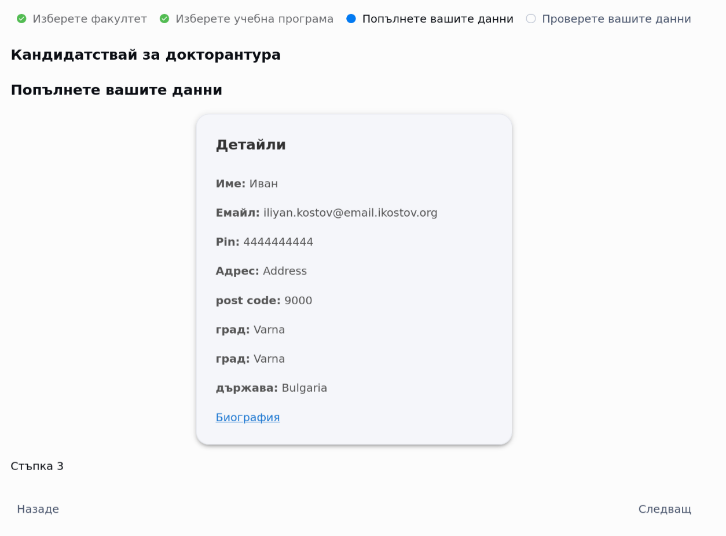 Изберете факултет Изберете учебна програма Попълнете вашите данни Проверете вашите данни
Кандидатствай за докторантура
Попълнете вашите данни
Детайли
Име: Иван
Емайл: iliyan.kostov@email.ikostov.org
Pin: 4444444444
Адрес: Address
post code: 9000
град: Varna
град: Varna
държава: Bulgaria
Биография
Стъпка 3
Назаде Следващ